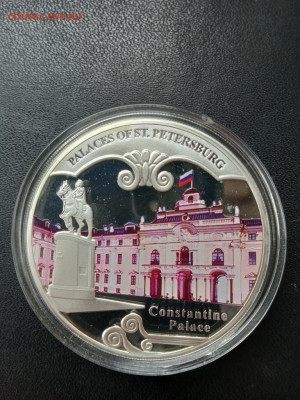 PALACES OF ST. PETERSBURG
Constantine
Palace